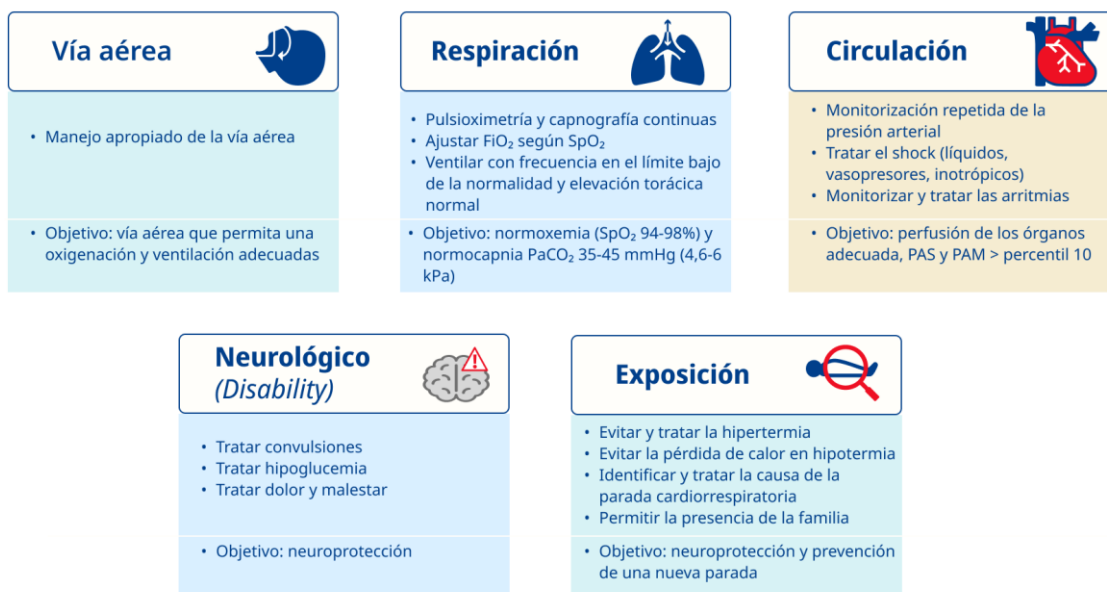 Vía aérea
• Manejo apropiado de la vía aérea
• Objetivo: vía aérea que permita una
oxigenación y ventilación adecuadas
Respiración
• Pulsioximetría y capnografía continuas
• Ajustar FiO₂ según SpO₂
• Ventilar con frecuencia en el límite bajo
de la normalidad y elevación torácica
normal
• Objetivo: normoxemia (SpO₂ 94-98%) y
normocapnia PaCO₂ 35-45 mmHg (4,6-6
kPa)
Circulación
• Monitorización repetida de la
presión arterial
• Tratar el shock (líquidos,
vasopresores, inotrópicos)
• Monitorizar y tratar las arritmias
• Objetivo: perfusión de los órganos
adecuada, PAS y PAM > percentil 10
Neurológico
(Disability)
• Tratar convulsiones
• Tratar hipoglucemia
• Tratar dolor y malestar
• Objetivo: neuroprotección
Exposición
• Evitar y tratar la hipertermia
• Evitar la pérdida de calor en hipotermia
• Identificar y tratar la causa de la
parada cardiorrespiratoria
• Permitir la presencia de la familia
• Objetivo: neuroprotección y prevención
de una nueva parada